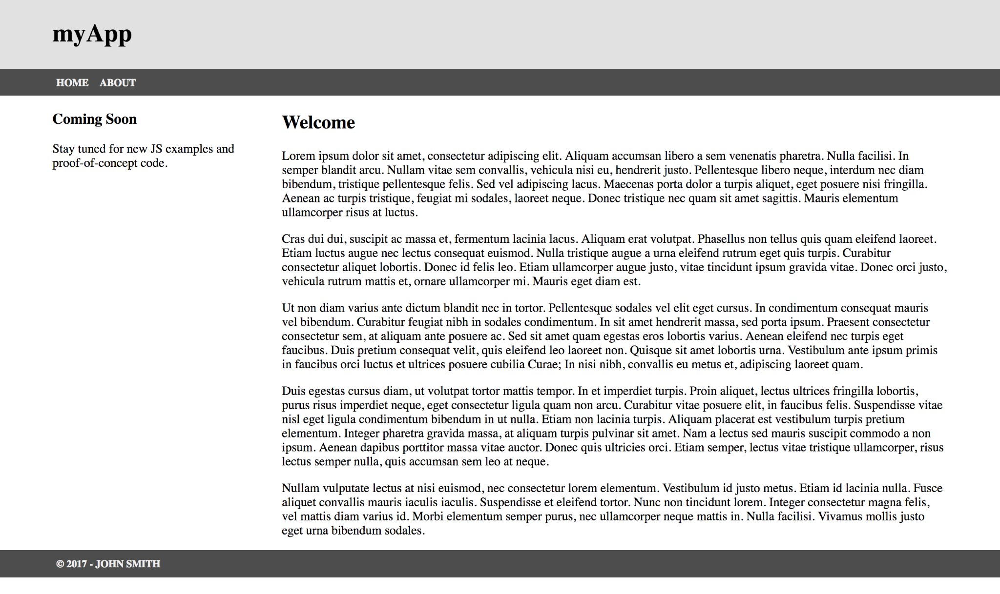 myApp
HOME ABOUT
Coming Soon
Stay tuned for new JS examples and
proof-of-concept code.
Welcome
Lorem ipsum dolor sit amet, consectetur adipiscing elit. Aliquam accumsan libero a sem venenatis pharetra. Nulla facilisi. In
semper blandit arcu. Nullam vitae sem convallis, vehicula nisi eu, hendrerit justo. Pellentesque libero neque, interdum nec diam
bibendum, tristique pellentesque felis. Sed vel adipiscing lacus. Maecenas porta dolor a turpis aliquet, eget posuere nisi fringilla.
Aenean ac turpis tristique, feugiat mi sodales, laoreet neque. Donec tristique nec quam sit amet sagittis. Mauris elementum
ullamcorper risus at luctus.
Cras dui dui, suscipit ac massa et, fermentum lacinia lacus. Aliquam erat volutpat. Phasellus non tellus quis quam eleifend laoreet.
Etiam luctus augue nec lectus consequat euismod. Nulla tristique augue a urna eleifend rutrum eget quis turpis. Curabitur
consectetur aliquet lobortis. Donec id felis leo. Etiam ullamcorper augue justo, vitae tincidunt ipsum gravida vitae. Donec orci justo,
vehicula rutrum mattis et, ornare ullamcorper mi. Mauris eget diam est.
Ut non diam varius ante dictum blandit nec in tortor. Pellentesque sodales vel elit eget cursus. In condimentum consequat mauris
vel bibendum. Curabitur feugiat nibh in sodales condimentum. In sit amet hendrerit massa, sed porta ipsum. Praesent consectetur
consectetur sem, at aliquam ante posuere ac. Sed sit amet quam egestas eros lobortis varius. Aenean eleifend nec turpis eget
faucibus. Duis pretium consequat velit, quis eleifend leo laoreet non. Quisque sit amet lobortis urna. Vestibulum ante ipsum primis
in faucibus orci luctus et ultrices posuere cubilia Curae; In nisi nibh, convallis eu metus et, adipiscing laoreet quam.
Duis egestas cursus diam, ut volutpat tortor mattis tempor. In et imperdiet turpis. Proin aliquet, lectus ultrices fringilla lobortis,
purus risus imperdiet neque, eget consectetur ligula quam non arcu. Curabitur vitae posuere elit, in faucibus felis. Suspendisse vitae
nisl eget ligula condimentum bibendum in ut nulla. Etiam non lacinia turpis. Aliquam placerat est vestibulum turpis pretium
elementum. Integer pharetra gravida massa, at aliquam turpis pulvinar sit amet. Nam a lectus sed mauris suscipit commodo a non
ipsum. Aenean dapibus porttitor massa vitae auctor. Donec quis ultricies orci. Etiam semper, lectus vitae tristique ullamcorper, risus
lectus semper nulla, quis accumsan sem leo at neque.
Nullam vulputate lectus at nisi euismod, nec consectetur lorem elementum. Vestibulum id justo metus. Etiam id lacinia nulla. Fusce
aliquet convallis mauris iaculis iaculis. Suspendisse et eleifend tortor. Nunc non tincidunt lorem. Integer consectetur magna felis,
vel mattis diam varius id. Morbi elementum semper purus, nec ullamcorper neque mattis in. Nulla facilisi. Vivamus mollis justo
eget urna bibendum sodales.
© 2017 - JOHN SMITH